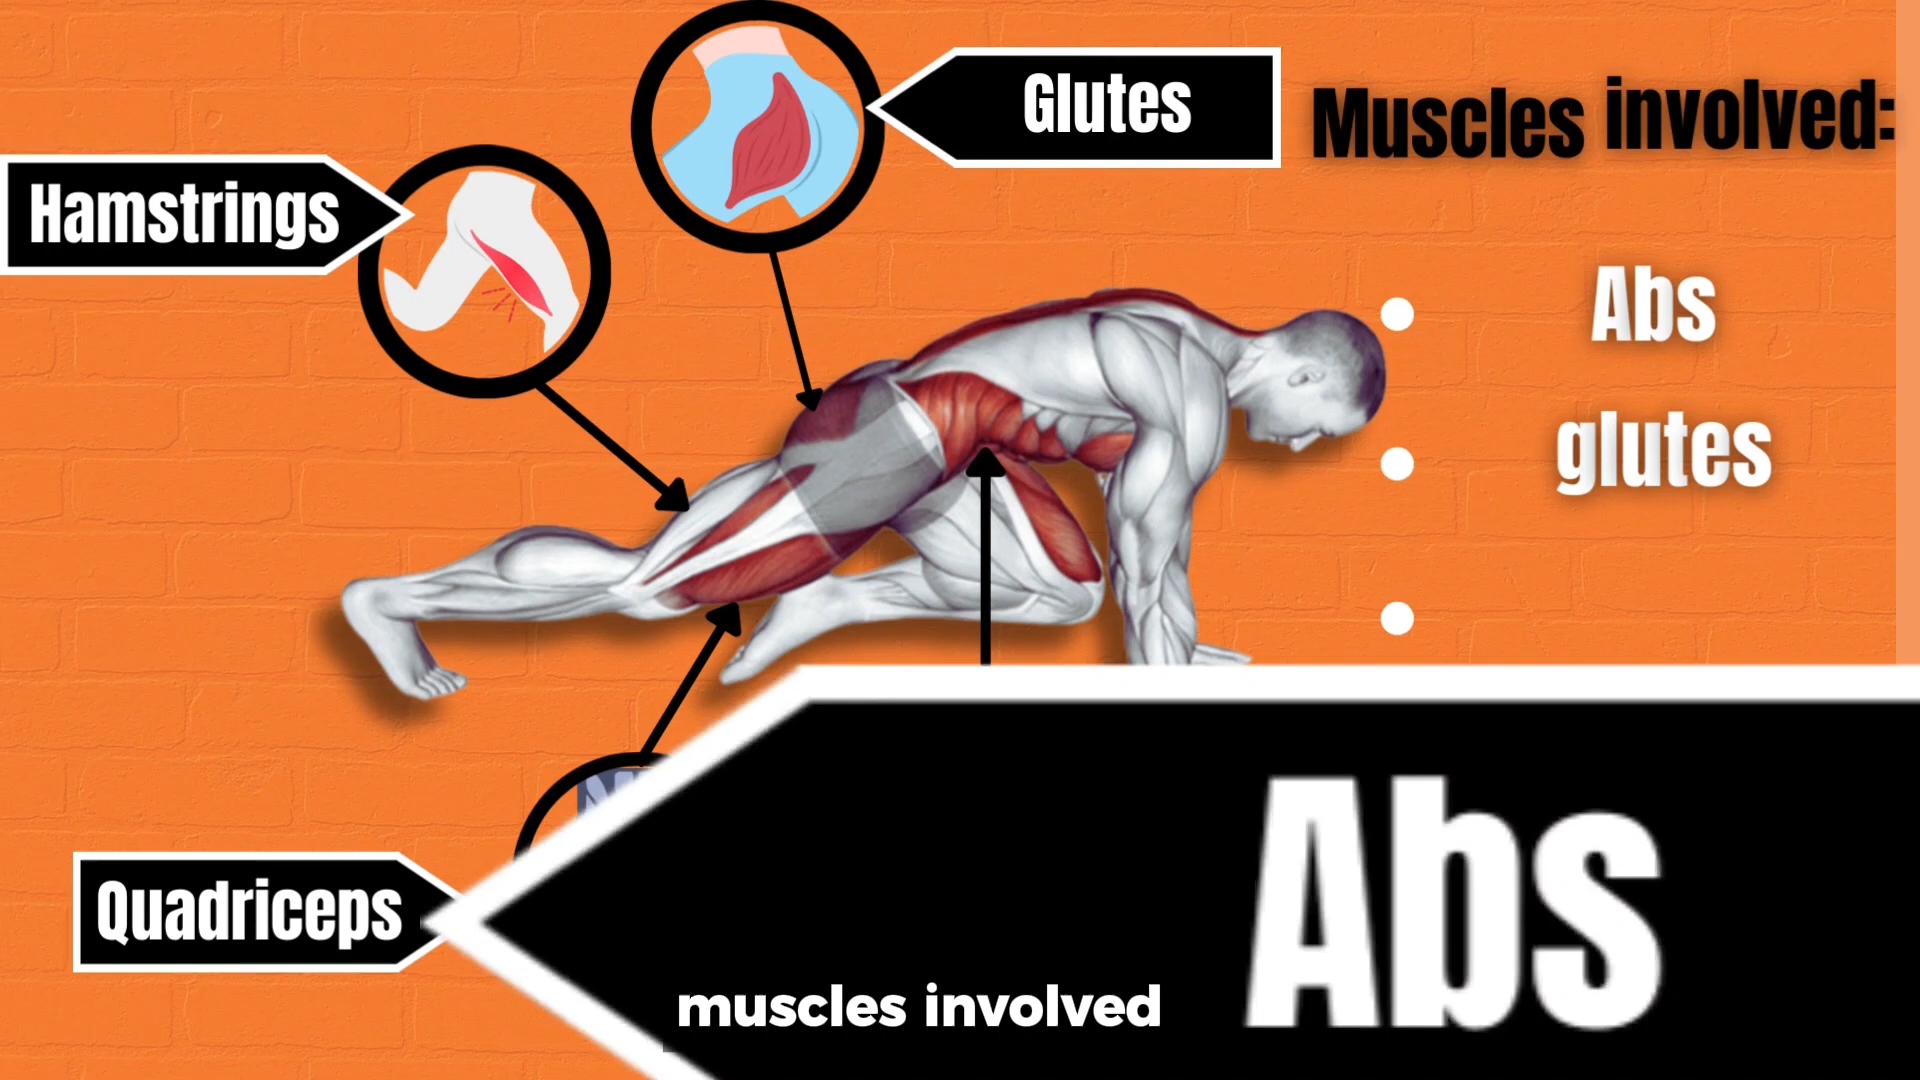 Glutes
Muscles involved:
Hamstrings
Abs
glutes
Quadriceps
Abs
muscles involved